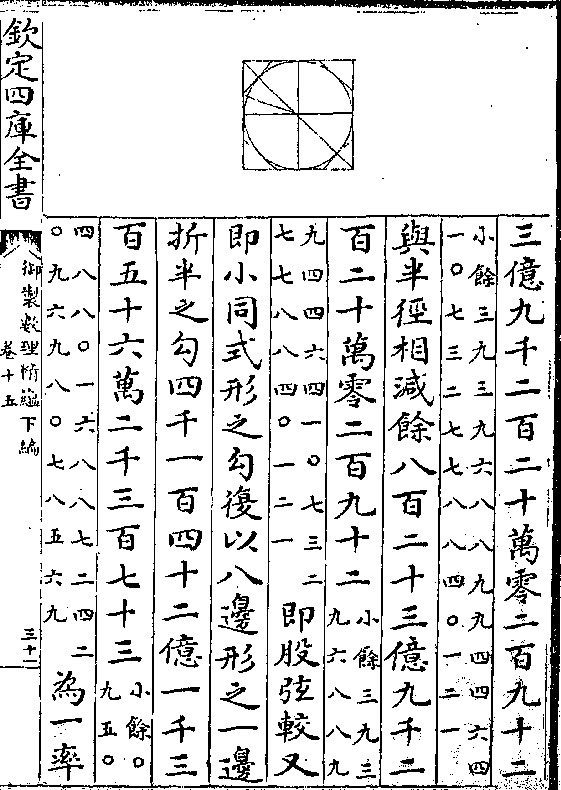 三億九千二百二十萬零二百九十二
小餘三九三九六八八九九四四六四
一〇七三二七七八八四〇一二一
與半徑相減餘八百二十三億九千二
百二十萬零二百九十二小餘三九三
九六八八九
九四四六四一〇七三二
七七八八四〇一二一
即股弦較又
即小同式形之勾復以八邊形之一邊
折半之勾四千一百四十二億一千三
百五十六萬二千三百七十三小餘〇
九五〇
四八八〇一六八八七二四二
〇九六九八〇七八五六九
為一率
欽定四庫全書
御製數理精蘊下編
卷十五
三十二